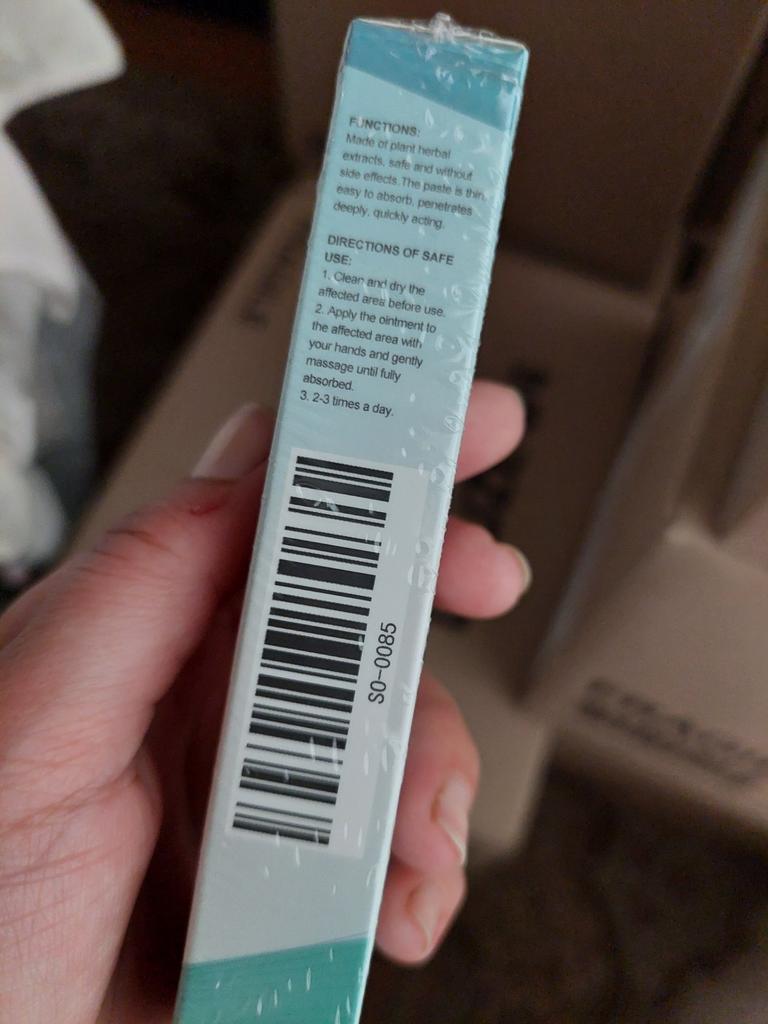 FUNCTIONS:
Made of plant herbal
extracts, safe and without
side effects.The paste is thin,
easy to absorb, penetrates
deeply, quickly acting.
DIRECTIONS OF SAFE
USE:
1. Clean and dry the
affected area before use.
2. Apply the ointment to
the affected area with
your hands and gently
massage until fully
absorbed.
3. 2-3 times a day.
SO-0085